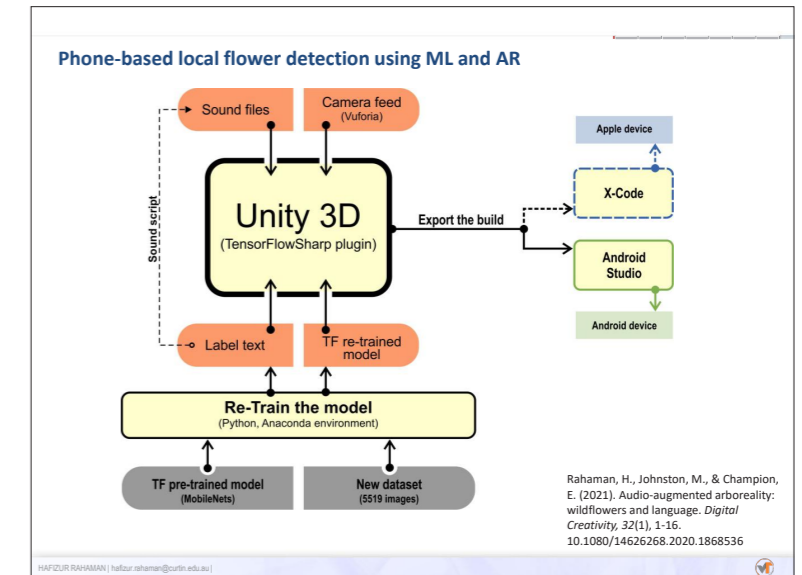 Phone-based local flower detection using ML and AR
Sound files
Camera feed
(Vuforia)
Sound script
Unity 3D
(TensorFlowSharp plugin)
Export the build
Apple device
X-Code
Android
Studio
Android device
Label text
TF re-trained
model
Re-Train the model
(Python, Anaconda environment)
TF pre-trained model
(MobileNets)
New dataset
(5519 images)
Rahaman, H., Johnston, M., & Champion,
E. (2021). Audio-augmented arboreality:
wildflowers and language. Digital
Creativity, 32(1), 1-16.
10.1080/14626268.2020.1868536
HAFIZUR RAHAMAN | hafizur.rahaman@curtin.edu.au |